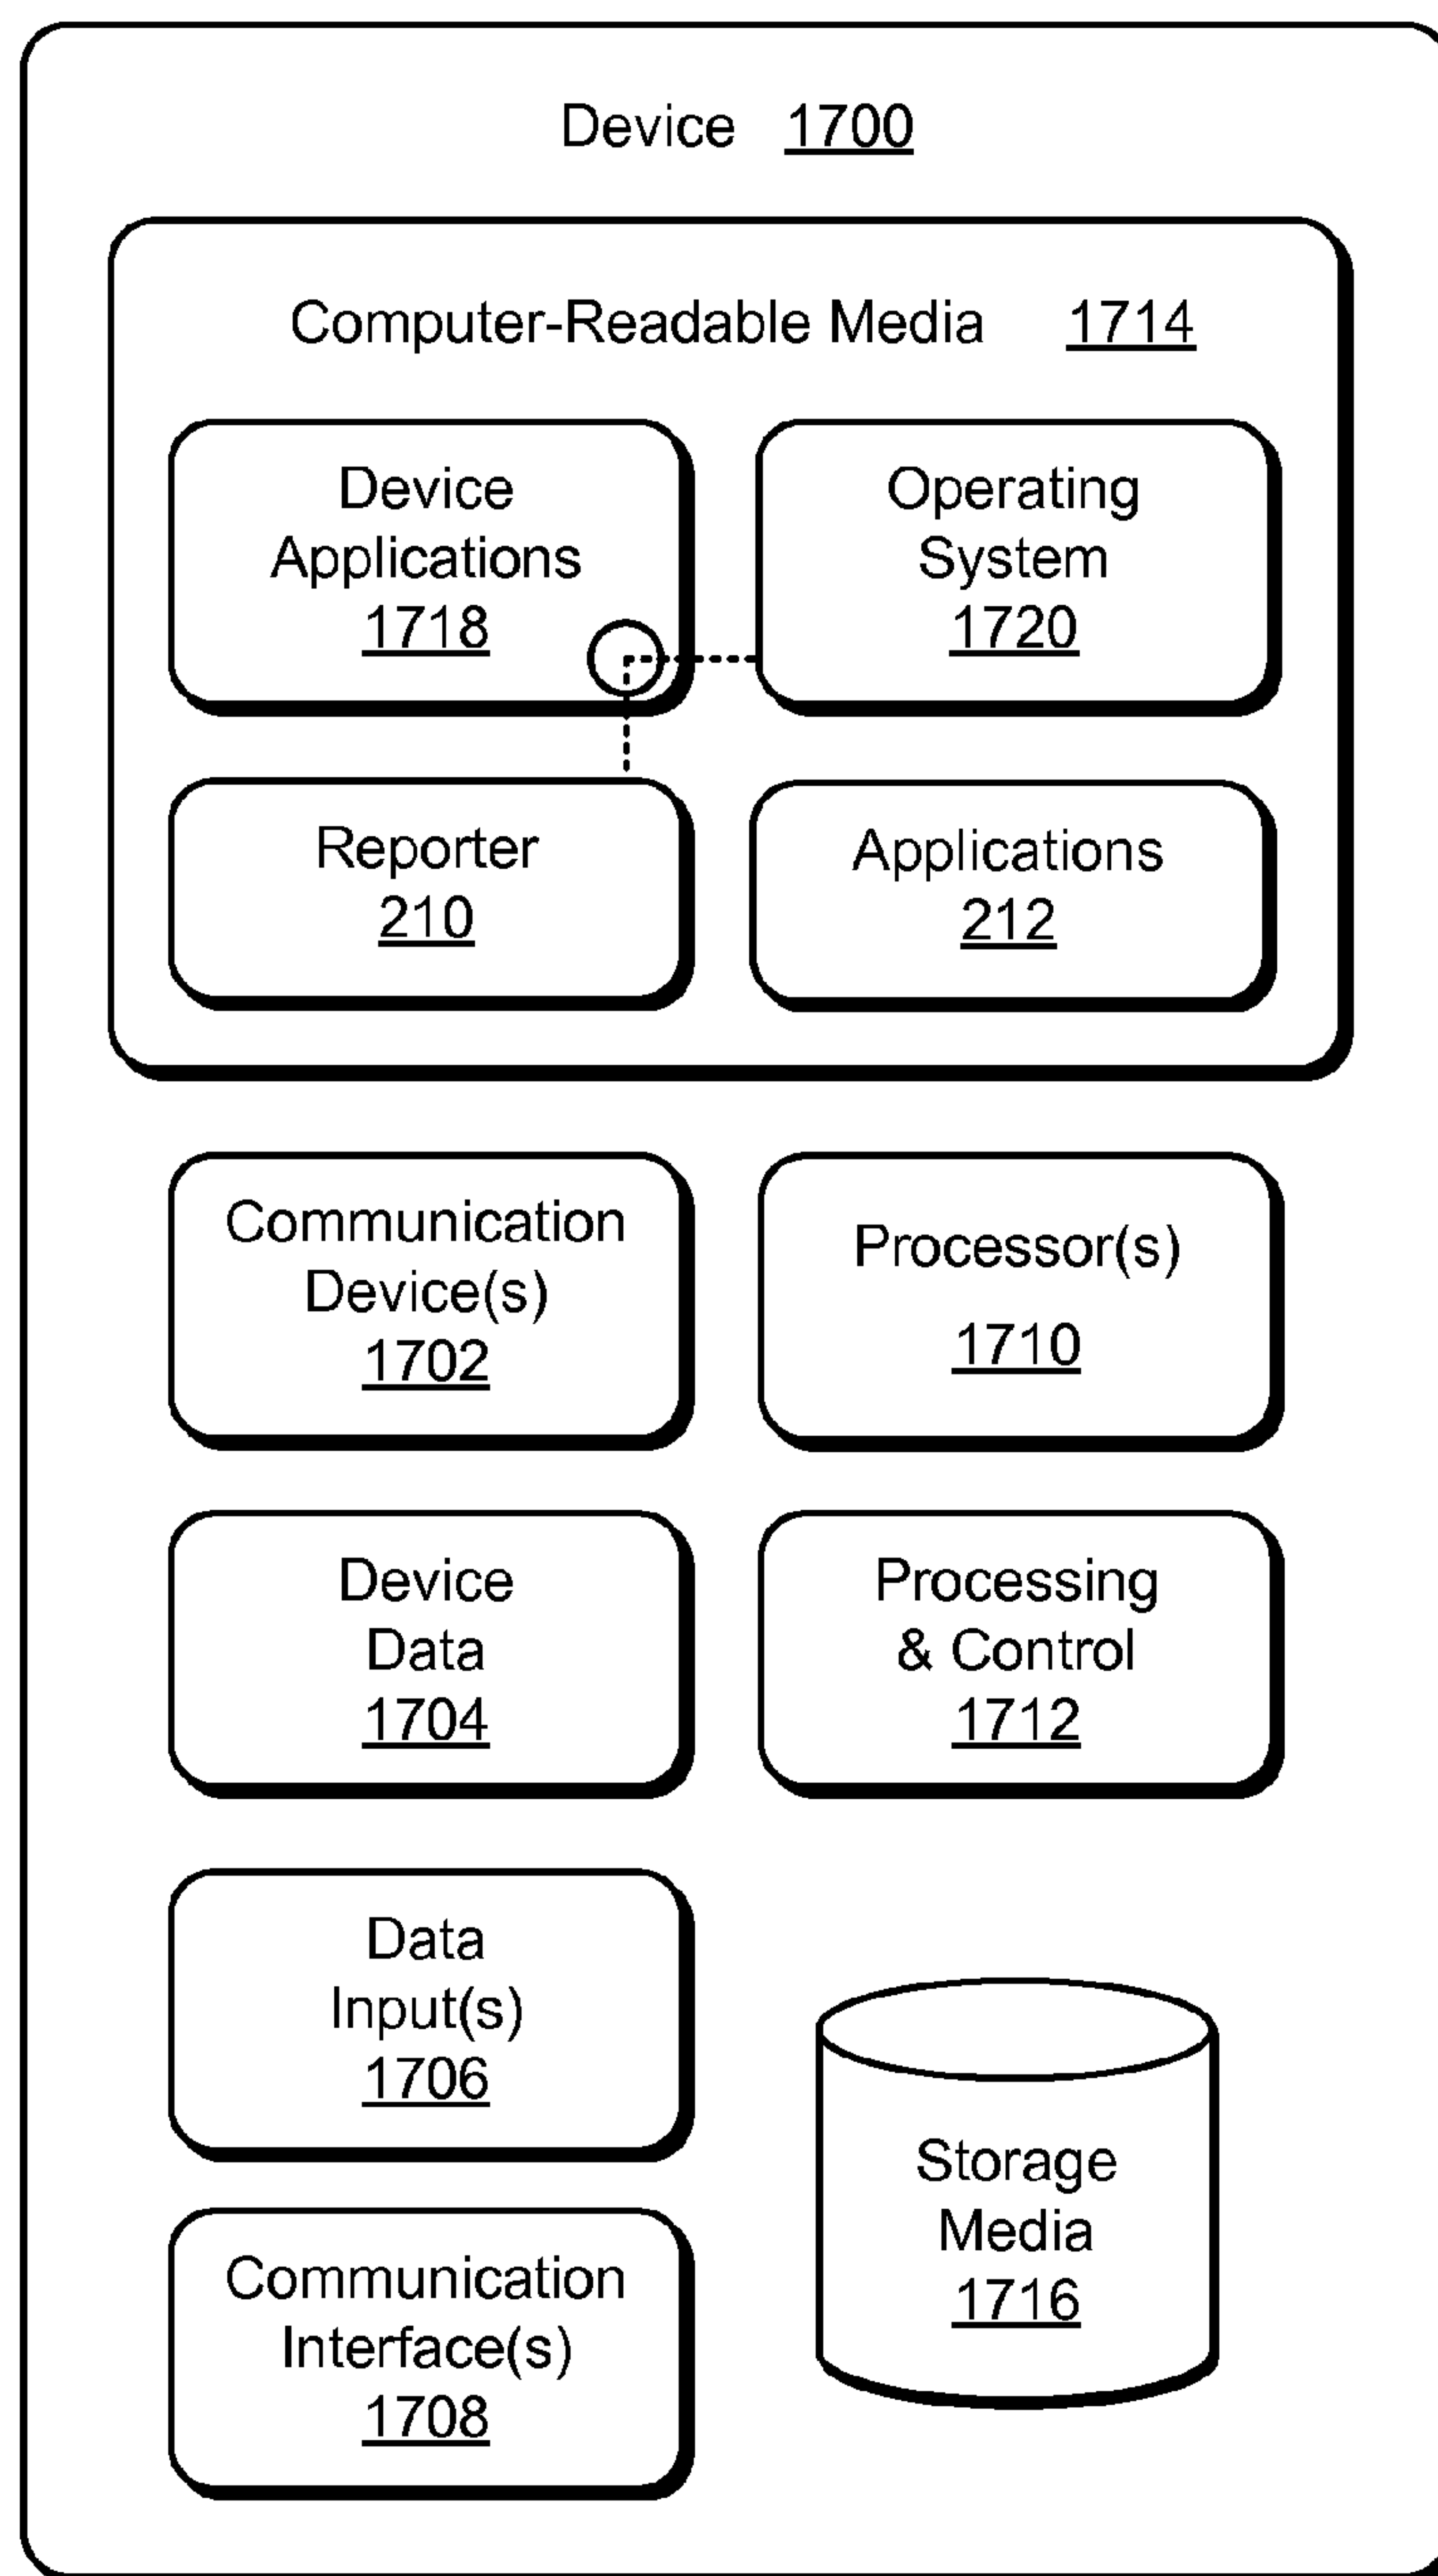 Device 1700
Computer-Readable Media 1714
Device
Applications
1718
Operating
System
1720
Reporter
210
Applications
212
Communication
Device(s)
1702
Processor(s)
1710
Device
Data
1704
Processing
& Control
1712
Data
Input(s)
1706
Storage
Media
1716
Communication
Interface(s)
1708